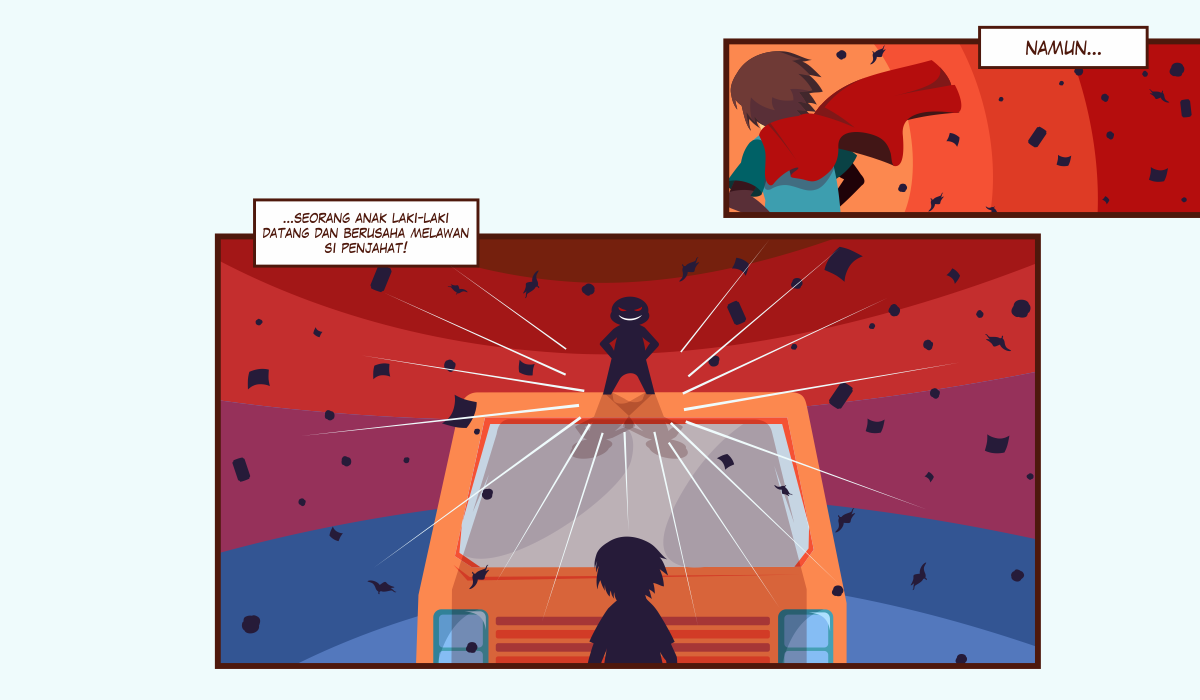 NAMUN...
...SEORANG ANAK LAKI-LAKI
DATANG DAN BERUSAHA MELAWAN
SI PENJAHAT!